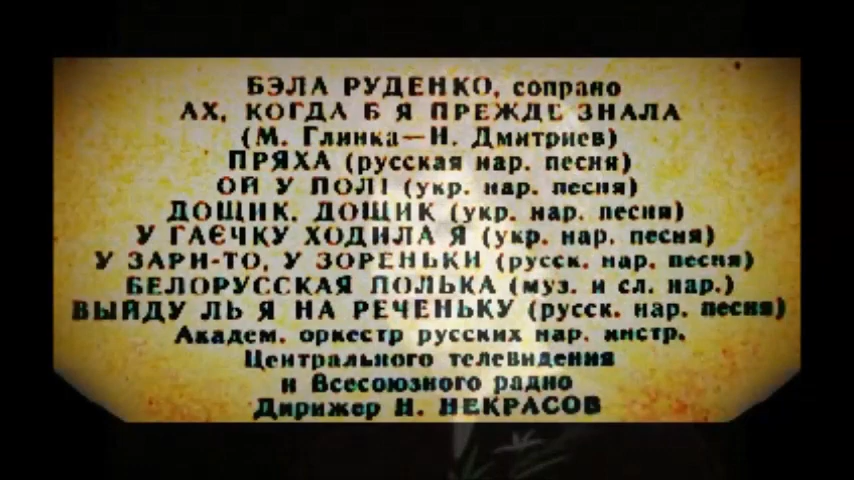 БЭЛА РУДЕНКО, сопрано
АХ, КОГДА Б Я ПРЕЖДЕ ЗНАЛА
(М. Глинка—Н. Дмитриев)
ПРЯХА (русская нар. песня)
ОЙ У ПОЛІ (укр. нар. песня)
ДОЩИК, ДОЩИК (укр. нар. песня)
У ГАЄЧКУ ХОДИЛА Я (укр. нар. песня)
У ЗАРИ-ТО, У ЗОРЕНЬКИ (русск. нар. песня)
БЕЛОРУССКАЯ ПОЛЬКА (муз. и сл. нар.)
ВЫЙДУ ЛЬ Я НА РЕЧЕНЬКУ (русск. нар. песня)
Академ. оркестр русских нар. инстр.
Центрального телевидения
и Всесоюзного радио
Дирижер Н. НЕКРАСОВ